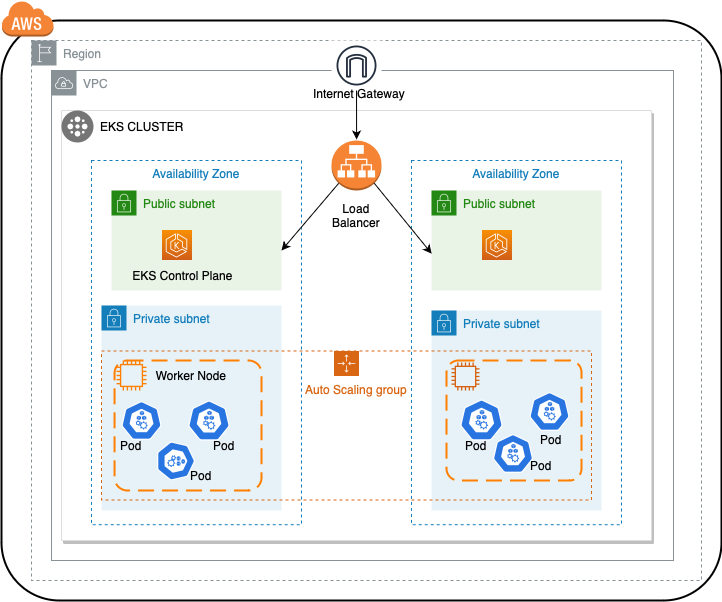 AWS
Region
VPC
Internet Gateway
EKS CLUSTER
Availability Zone
Availability Zone
Public subnet
Public subnet
Load
Balancer
EKS Control Plane
Private subnet
Private subnet
Worker Node
Auto Scaling group
Pod
Pod
Pod
Pod
Pod
Pod